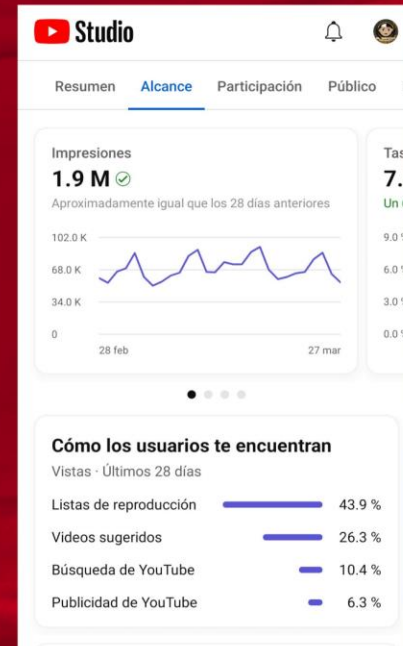 Studio
Resumen Alcance Participación Público
Impresiones
1.9 M
Aproximadamente igual que los 28 días anteriores
102.0 K
68.0 K
34.0 K
0
28 feb 27 mar
7.
Un
9.0
6.0
3.0
0.0
Cómo los usuarios te encuentran
Vistas · Últimos 28 días
Listas de reproducción 43.9 %
Videos sugeridos 26.3 %
Búsqueda de YouTube 10.4 %
Publicidad de YouTube 6.3 %